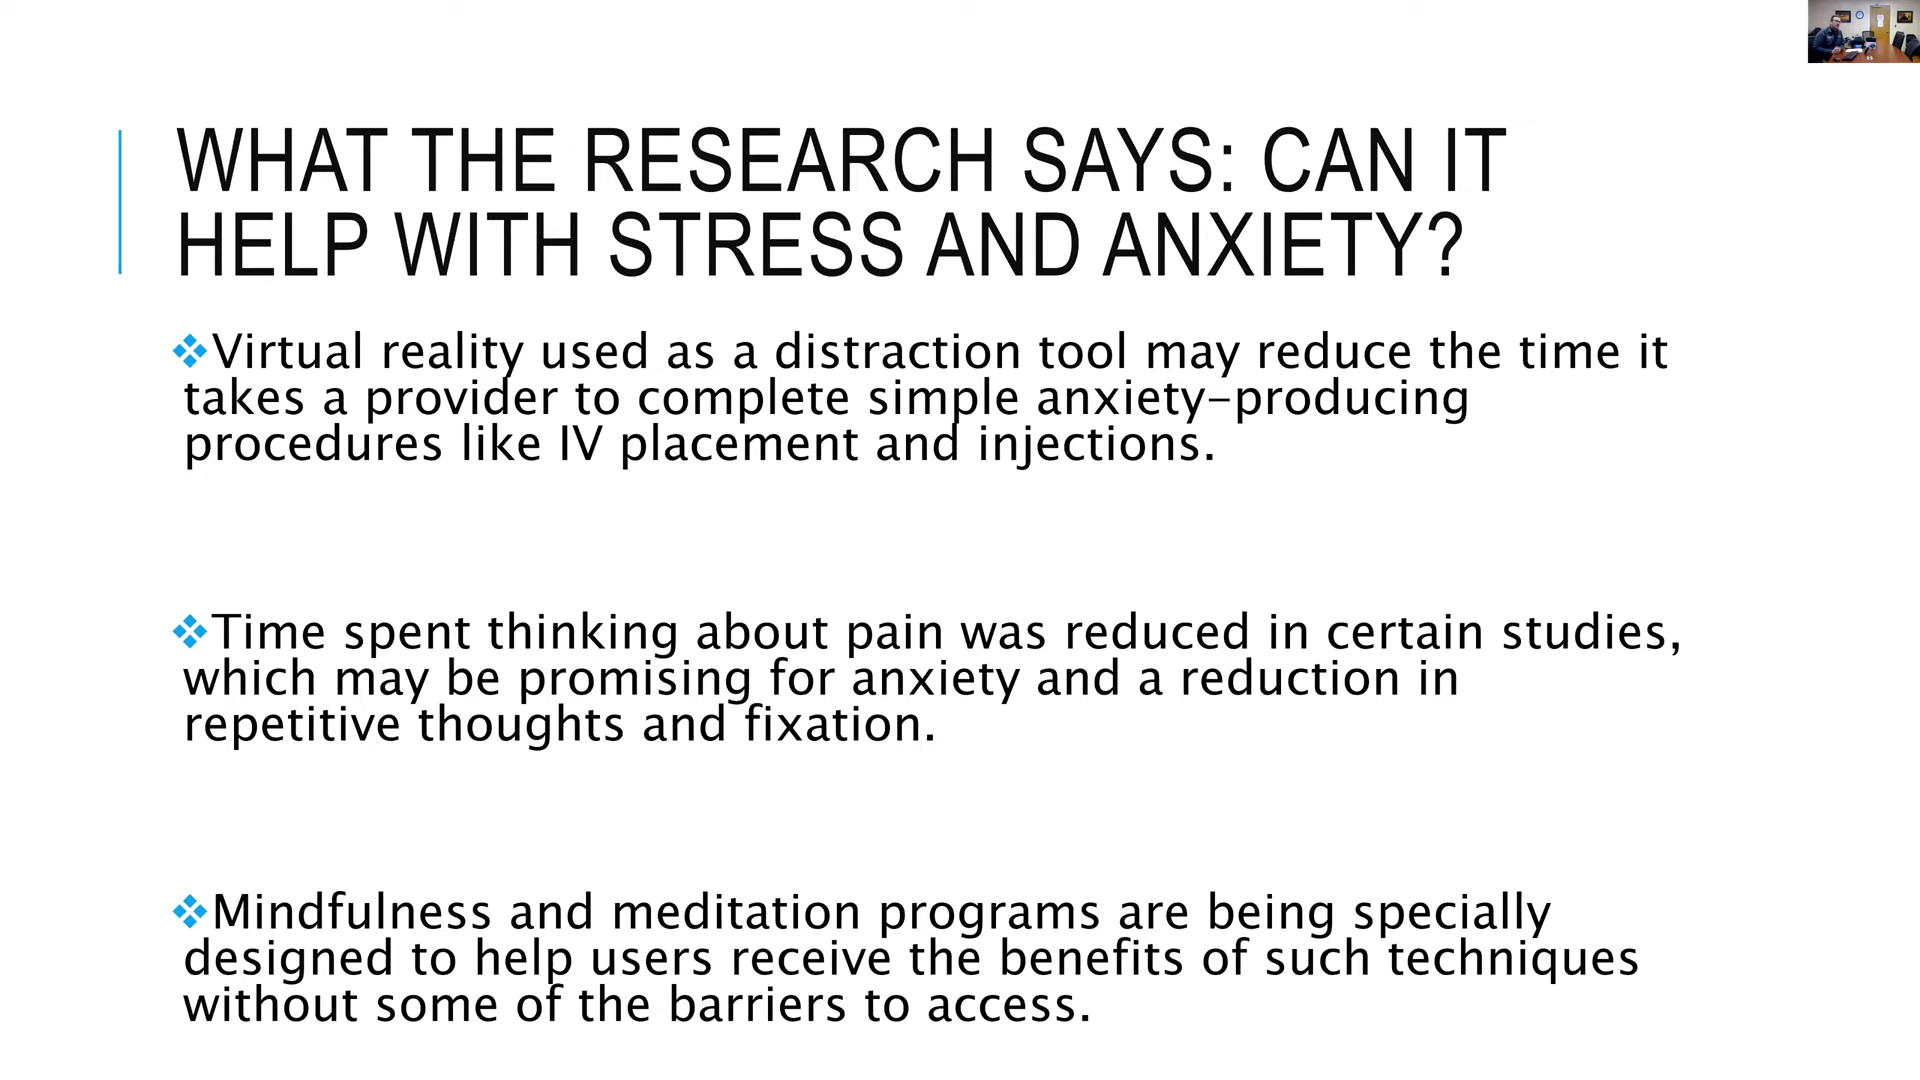 WHAT THE RESEARCH SAYS: CAN IT
HELP WITH STRESS AND ANXIETY?
❖Virtual reality used as a distraction tool may reduce the time it
takes a provider to complete simple anxiety-producing
procedures like IV placement and injections.
❖Time spent thinking about pain was reduced in certain studies,
which may be promising for anxiety and a reduction in
repetitive thoughts and fixation.
❖Mindfulness and meditation programs are being specially
designed to help users receive the benefits of such techniques
without some of the barriers to access.